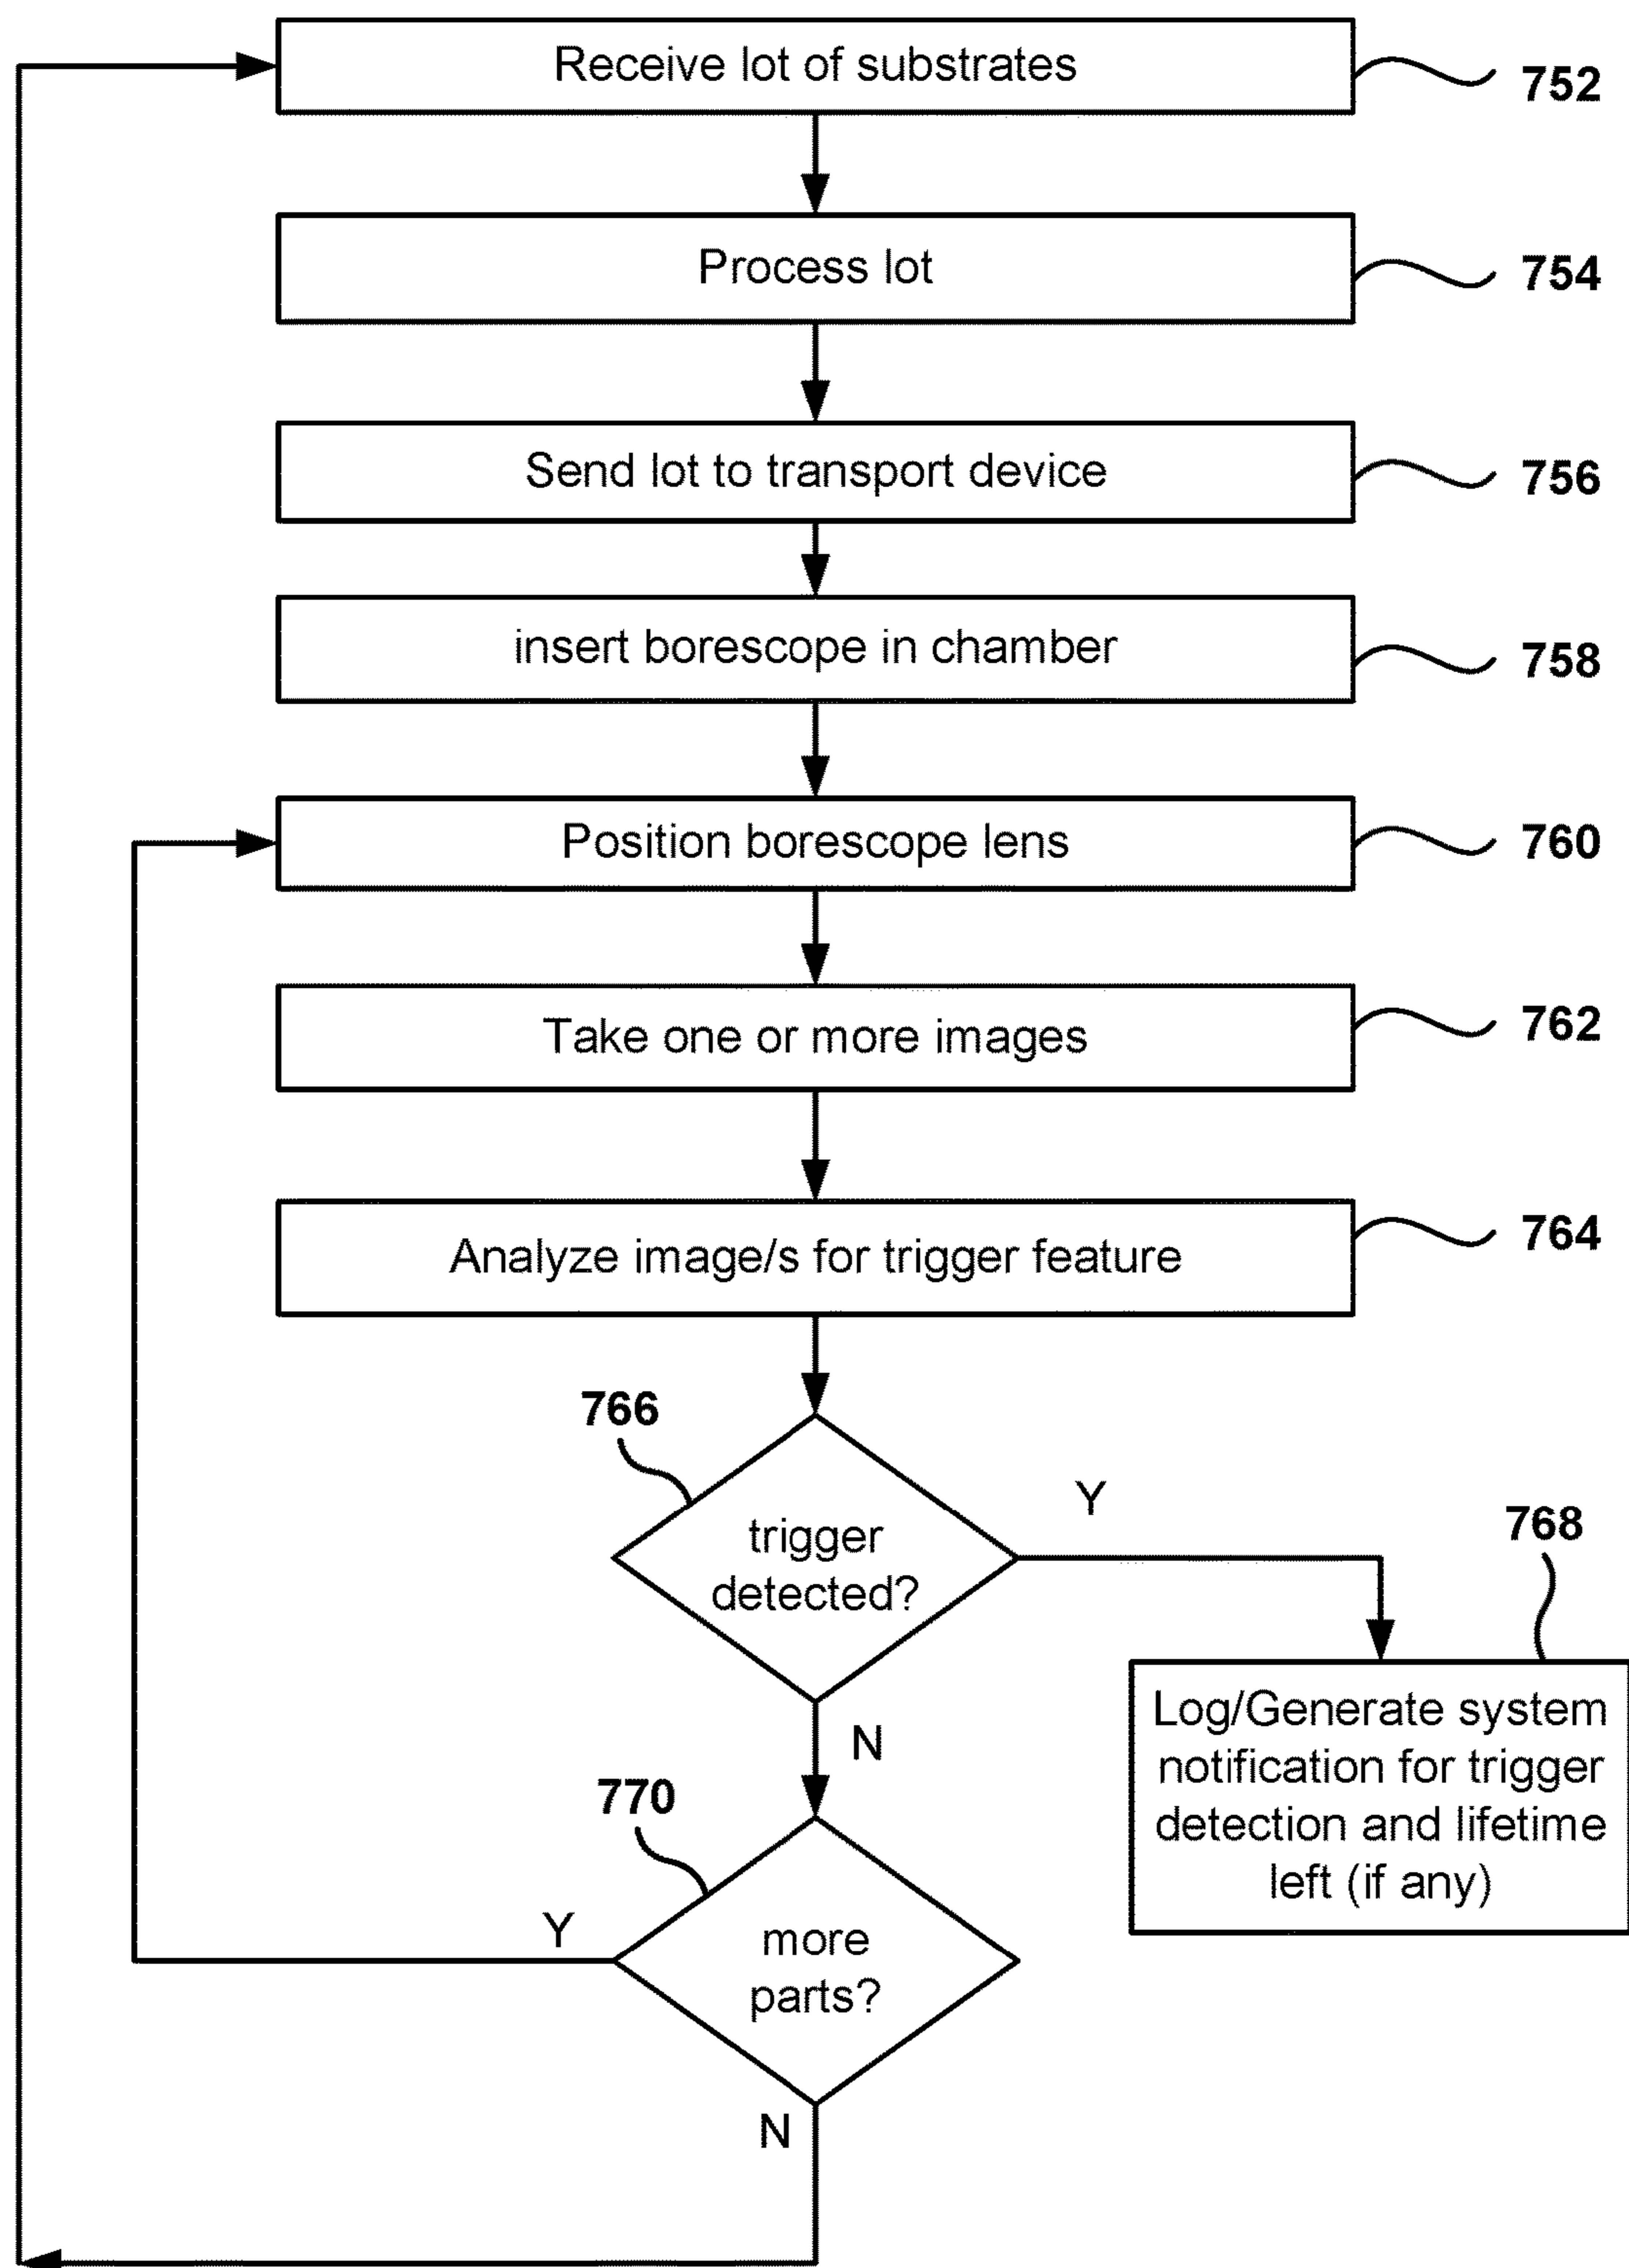 Receive lot of substrates
752
Process lot
754
Send lot to transport device
756
insert borescope in chamber
758
Position borescope lens
760
Take one or more images
762
Analyze image/s for trigger feature
764
766
trigger
detected?
Y
768
Log/Generate system
notification for trigger
detection and lifetime
left (if any)
N
770
more
parts?
Y
N